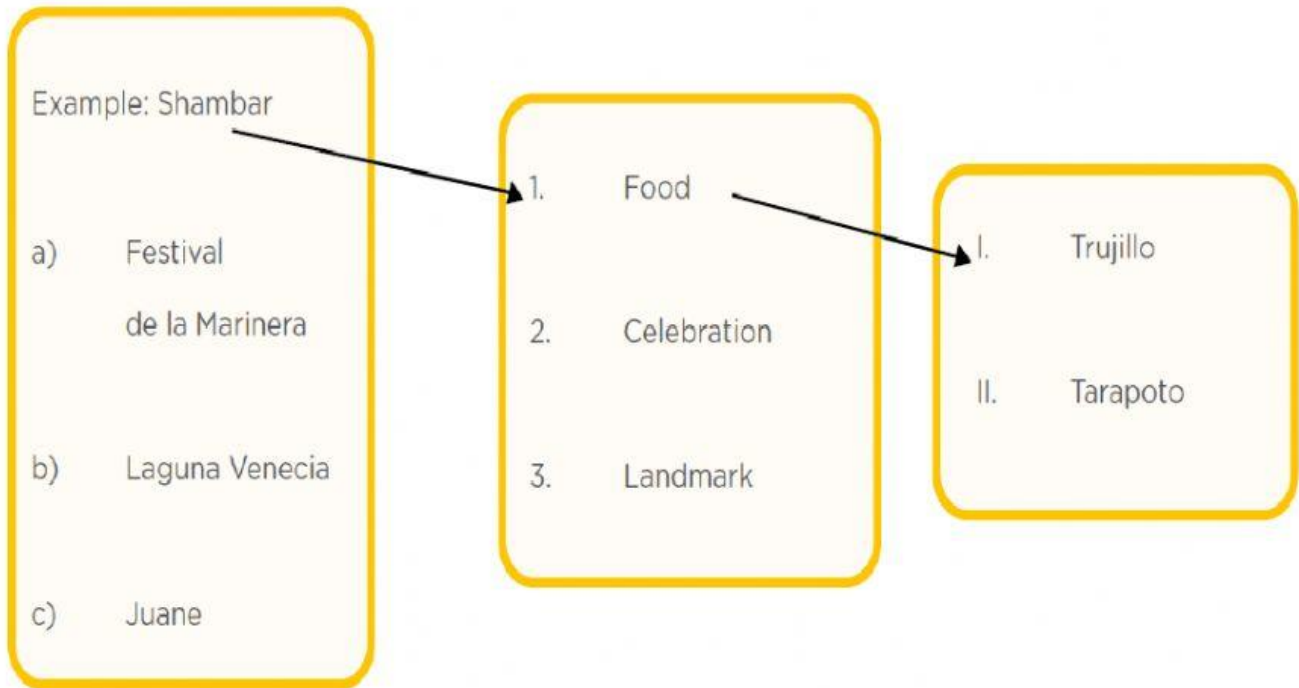 Example: Shambar
a) Festival
de la Marinera
b) Laguna Venecia
c) Juane
1. Food
2. Celebration
3. Landmark
I. Trujillo
II. Tarapoto